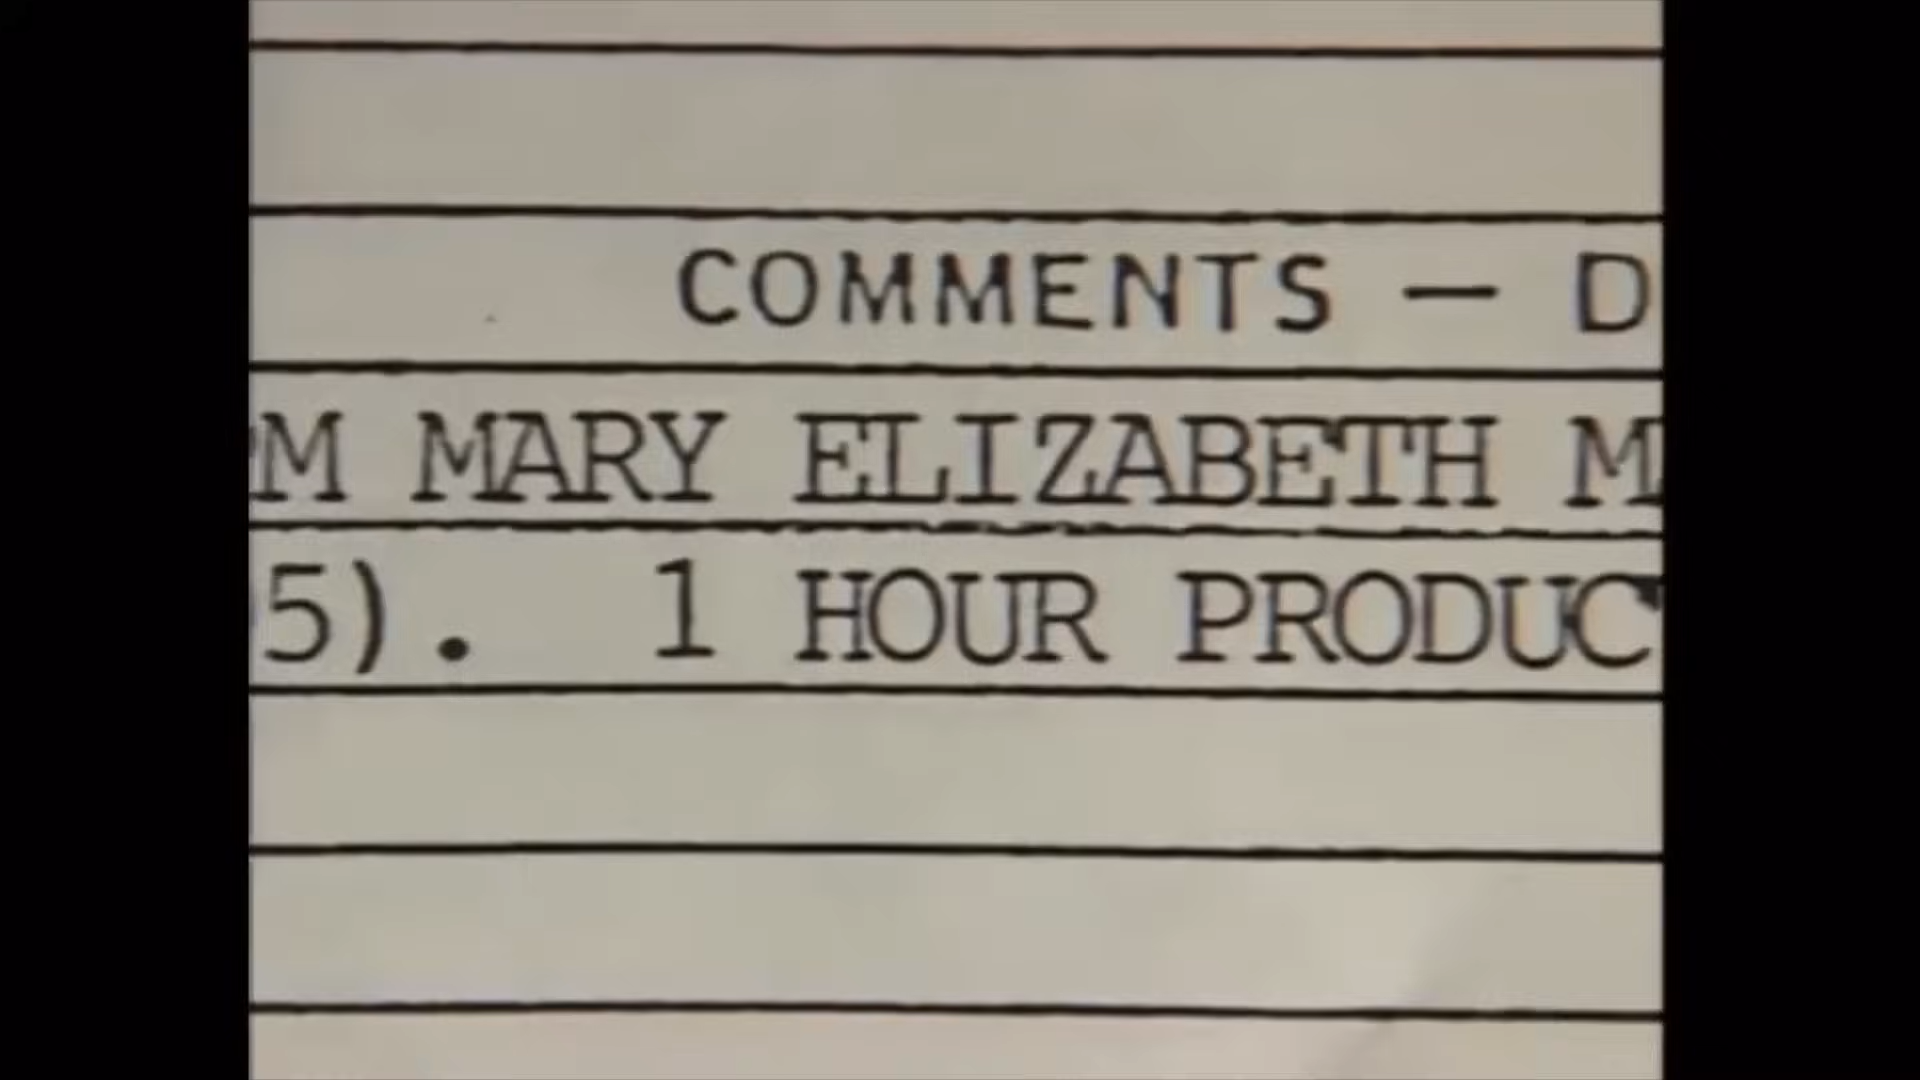 COMMENTS — D
M MARY ELIZABETH M
5). 1 HOUR PRODUC